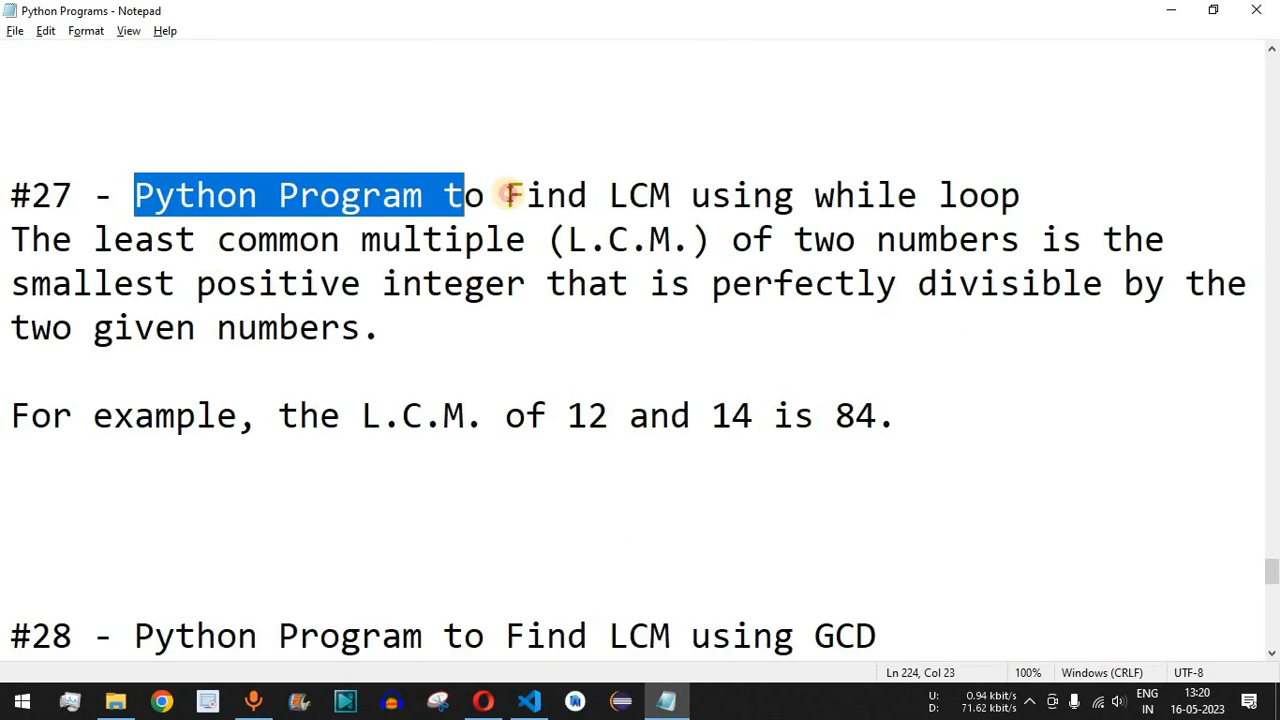 Python Programs - Notepad
File Edit Format View Help
#27 - Python Program to Find LCM using while loop
The least common multiple (L.C.M.) of two numbers is the
smallest positive integer that is perfectly divisible by the
two given numbers.
For example, the L.C.M. of 12 and 14 is 84.
#28 - Python Program to Find LCM using GCD
Ln 224, Col 23 100% Windows (CRLF) UTF-8
U: 0.94 kbit/s ENG 13:20
D: 71.62 kbit/s IN 16-05-2023